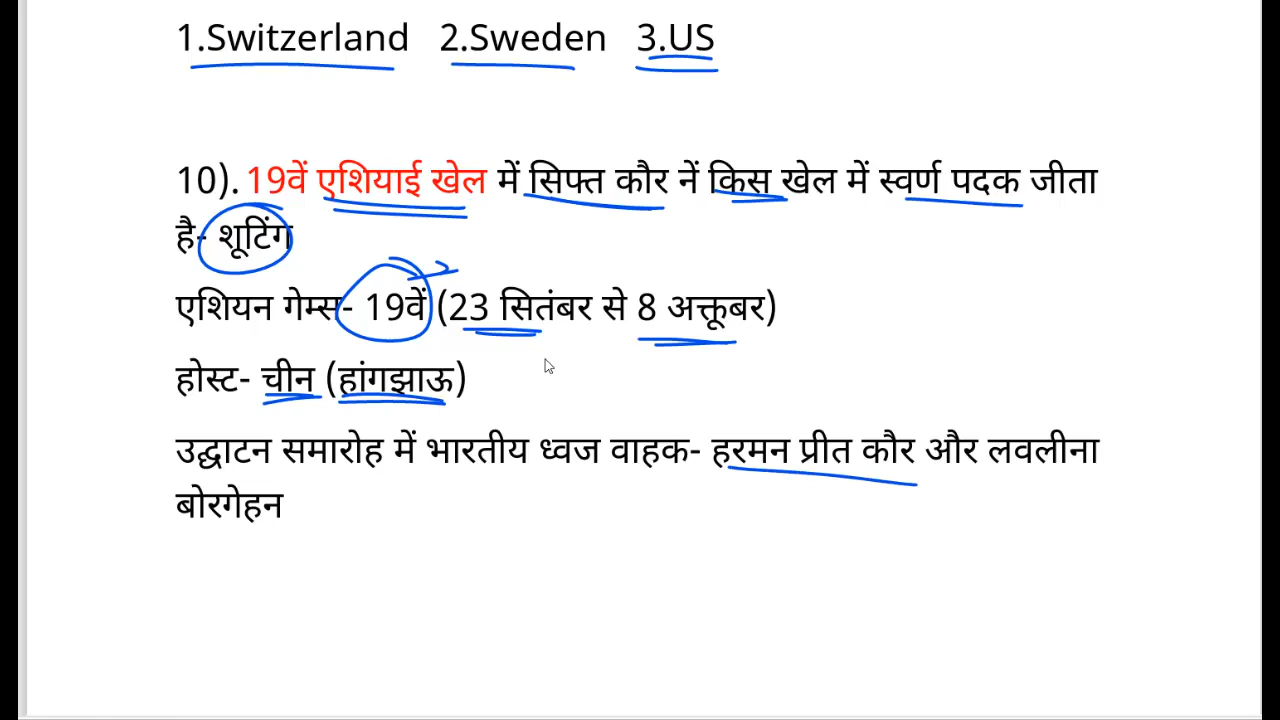 1.Switzerland 2.Sweden 3.US
10). 19वें एशियाई खेल में सिफ्त कौर नें किस खेल में स्वर्ण पदक जीता
है- शूटिंग
एशियन गेम्स- 19वें (23 सितंबर से 8 अक्तूबर)
होस्ट- चीन (हांगझाऊ)
उद्घाटन समारोह में भारतीय ध्वज वाहक- हरमन प्रीत कौर और लवलीना
बोरगेहन